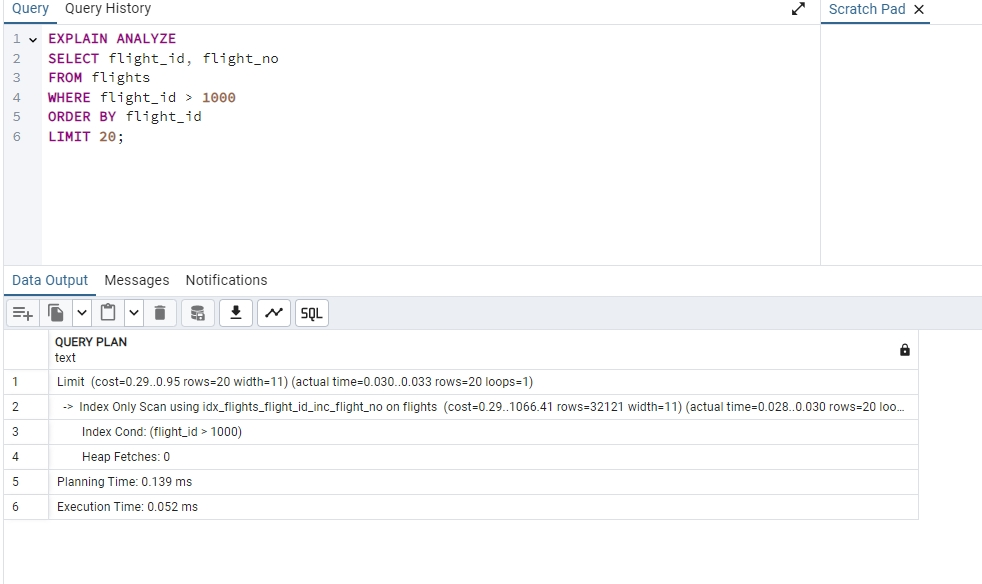 Query Query History Scratch Pad
1 EXPLAIN ANALYZE
2 SELECT flight_id, flight_no
3 FROM flights
4 WHERE flight_id > 1000
5 ORDER BY flight_id
6 LIMIT 20;
Data Output Messages Notifications
SQL
QUERY PLAN
text
1 Limit (cost=0.29..0.95 rows=20 width=11) (actual time=0.030..0.033 rows=20 loops=1)
2 -> Index Only Scan using idx_flights_flight_id_inc_flight_no on flights (cost=0.29..1066.41 rows=32121 width=11) (actual time=0.028..0.030 rows=20 loo...
3 Index Cond: (flight_id > 1000)
4 Heap Fetches: 0
5 Planning Time: 0.139 ms
6 Execution Time: 0.052 ms